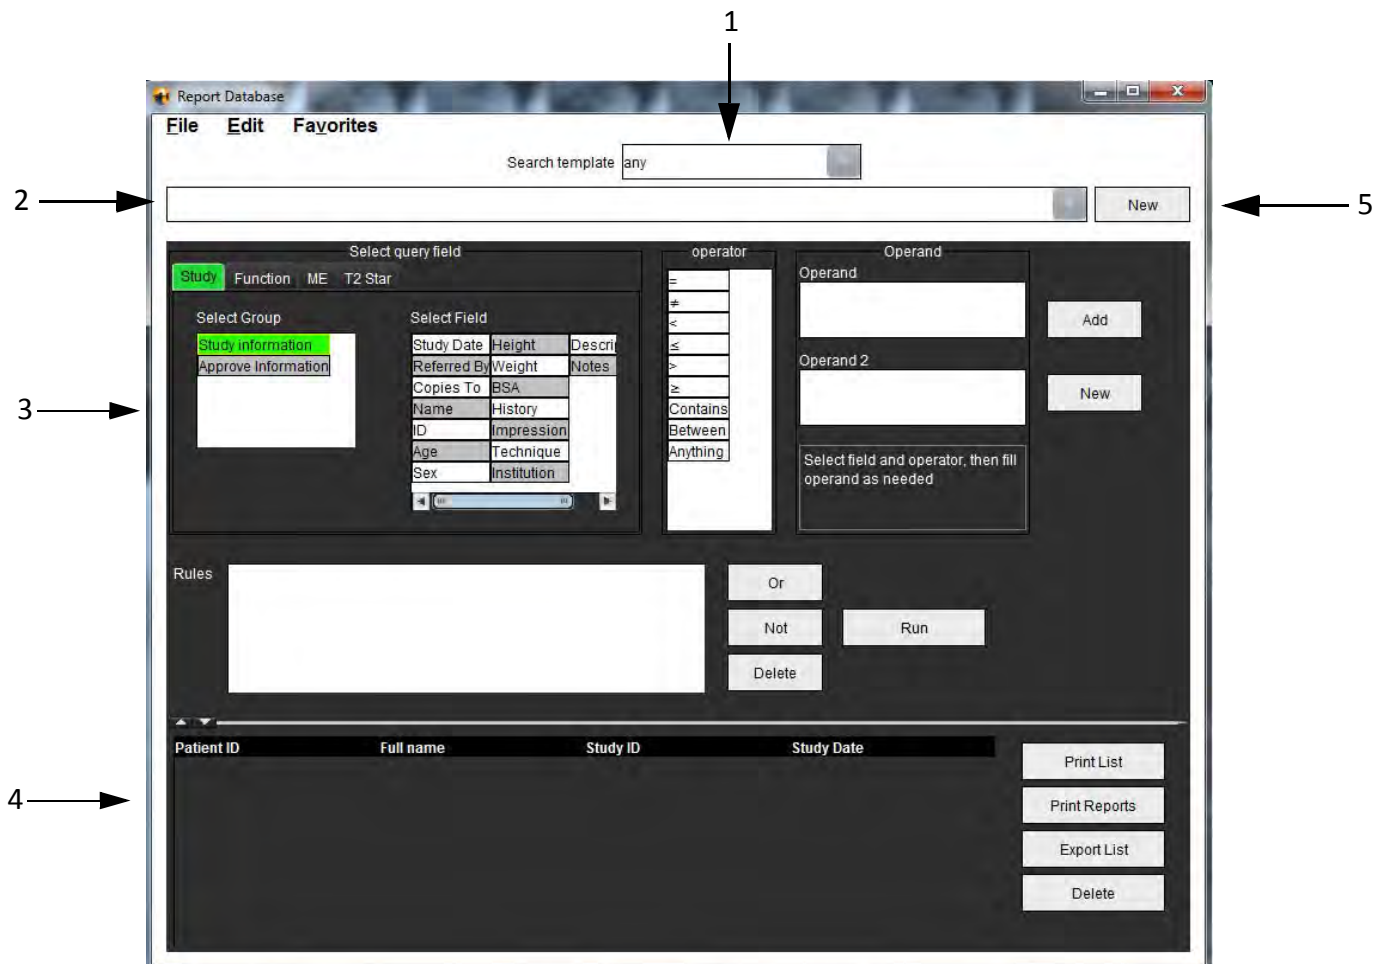 1
Report Database
File Edit Favorites
Search template any
2
New
5
Select query field
operator
Operand
Study Function ME T2 Star
Select Group
Study information
Approve Information
Select Field
Study Date Height Descri
Referred By Weight Notes
Copies To BSA
Name History
ID Impression
Age Technique
Sex Institution
=
≠
<
≤
>
≥
Contains
Between
Anything
Operand
Operand 2
Select field and operator, then fill
operand as needed
Add
New
3
Rules
Or
Not
Delete
Run
Patient ID Full name Study ID Study Date
4
Print List
Print Reports
Export List
Delete